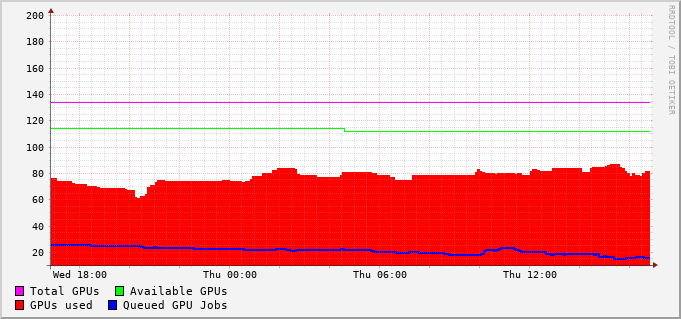 200
180
160
140
120
100
80
60
40
20
Wed 18:00 Thu 00:00 Thu 06:00 Thu 12:00
Total GPUs Available GPUs
GPUs used Queued GPU Jobs
RRDTOOL / TOBI OETIKER